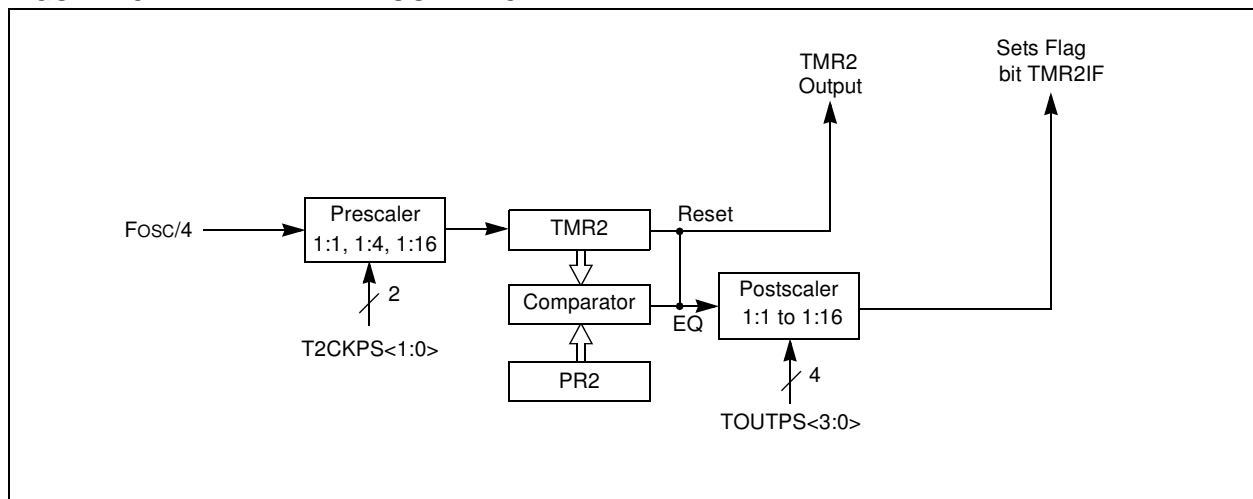 Sets Flag
bit TMR2IF
TMR2
Output
Fosc/4
Prescaler
1:1, 1:4, 1:16
2
T2CKPS<1:0>
TMR2
Reset
Comparator
EQ
PR2
Postscaler
1:1 to 1:16
4
TOUTPS<3:0>